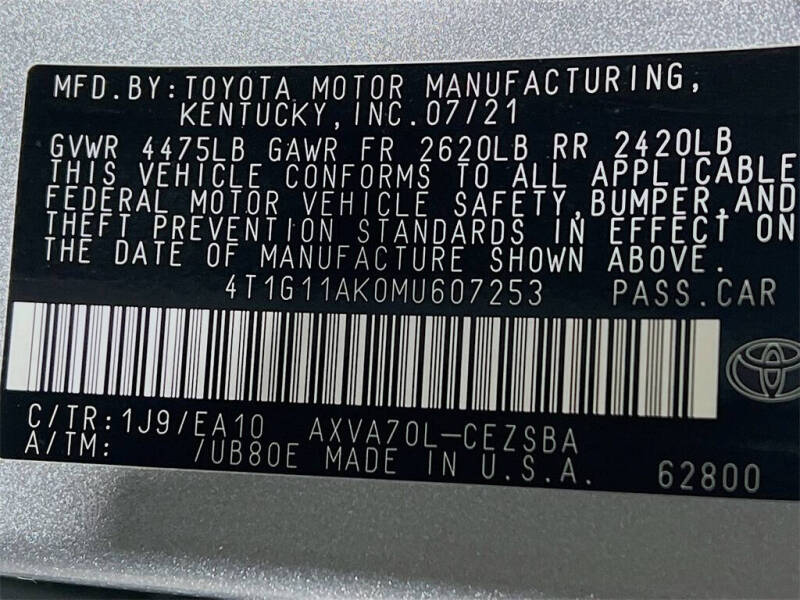 MFD. BY: TOYOTA MOTOR MANUFACTURING,
KENTUCKY, INC. 07/21
GVWR 4475LB GAWR FR 2620LB RR 2420LB
THIS VEHICLE CONFORMS TO ALL APPLICABLE
FEDERAL MOTOR VEHICLE SAFETY, BUMPER, AND
THEFT PREVENTION STANDARDS IN EFFECT ON
THE DATE OF MANUFACTURE SHOWN ABOVE.
4T1G11AK0MU607253 PASS. CAR
C/TR: 1J9/EA10 AXVA70L-CEZSBA
A/TM: /UB80E MADE IN U.S.A. 62800